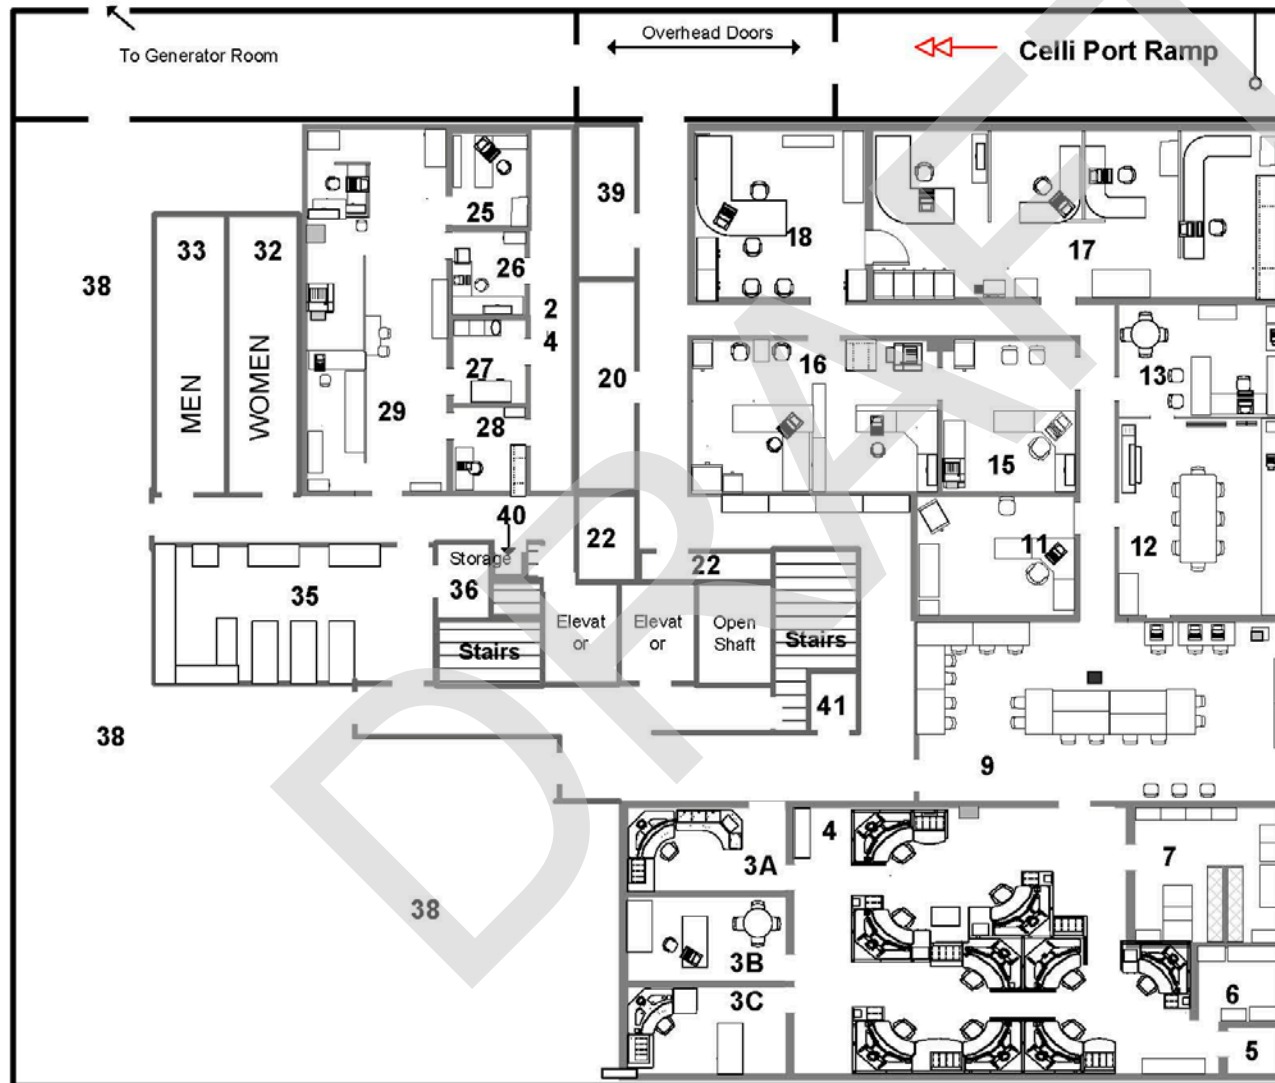 To Generator Room
Overhead Doors
Celli Port Ramp
25
39
18
17
33
32
26
38
2
4
16
13
27
20
29
28
MEN
WOMEN
15
40
22
11
12
Storage
22
36
35
Elevat
or
Elevat
or
Open
Shaft
Stairs
Stairs
41
38
9
4
3A
7
38
3B
3C
6
5
DRAFT